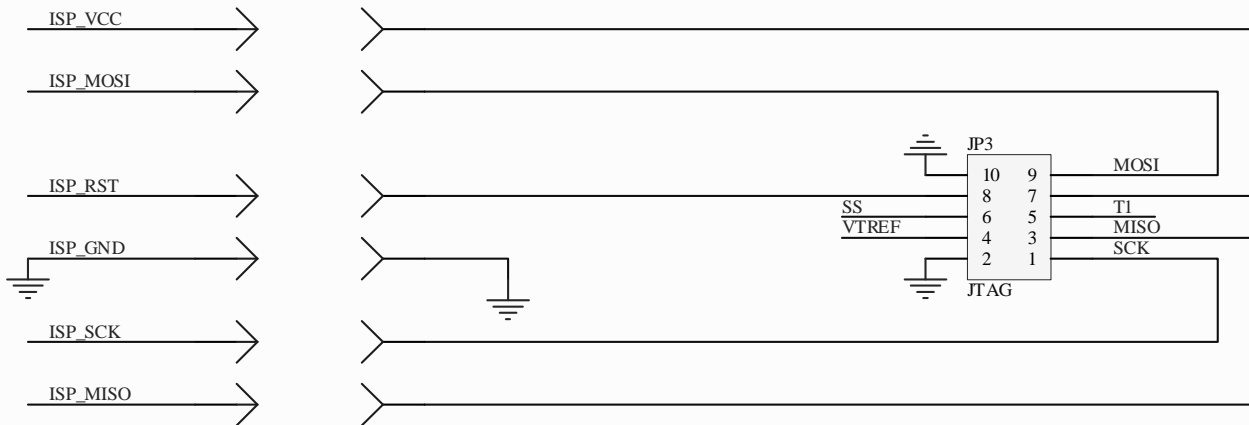 ISP_VCC
ISP_MOSI
JP3
10 9 MOSI
ISP_RST
8 7
SS 6 5 T1
VTREF 4 3 MISO
ISP_GND
2 1 SCK
JTAG
ISP_SCK
ISP_MISO